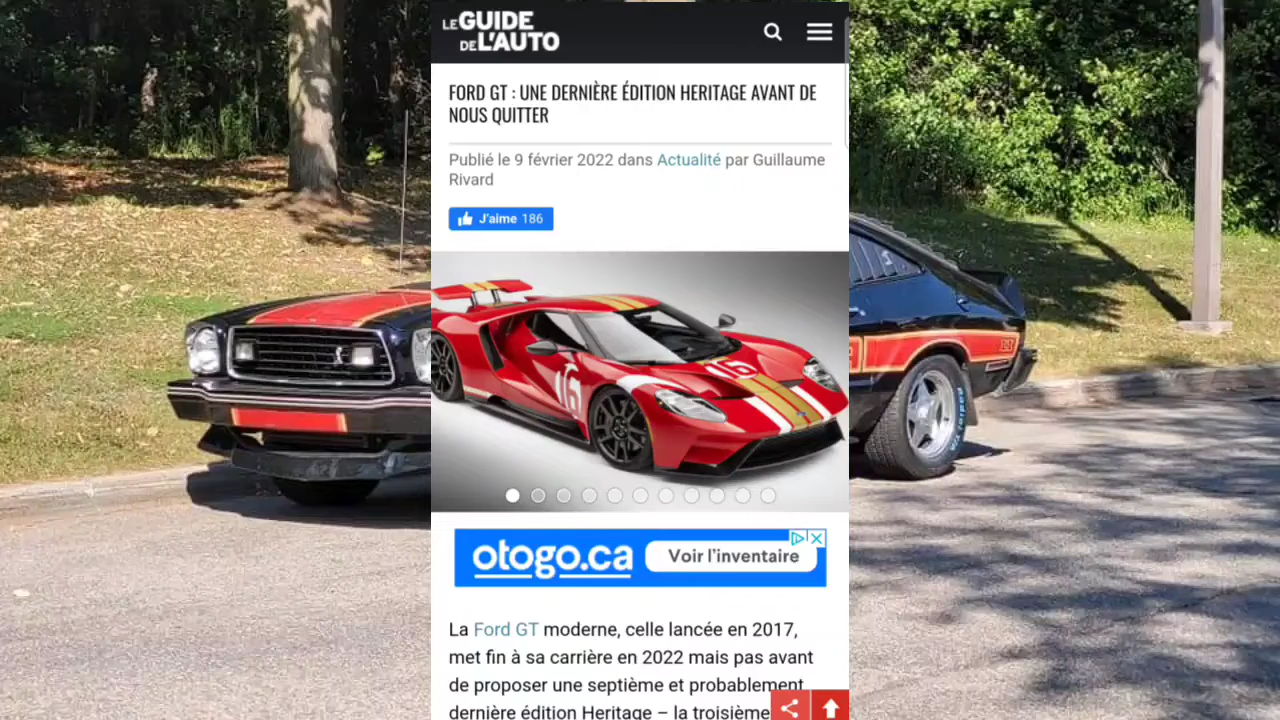 LE GUIDE
DE L'AUTO
FORD GT : UNE DERNIÈRE ÉDITION HERITAGE AVANT DE
NOUS QUITTER
Publié le 9 février 2022 dans Actualité par Guillaume
Rivard
J'aime 186
16
16
otogo.ca
Voir l'inventaire
La Ford GT moderne, celle lancée en 2017,
met fin à sa carrière en 2022 mais pas avant
de proposer une septième et probablement
dernière édition Heritage – la troisième